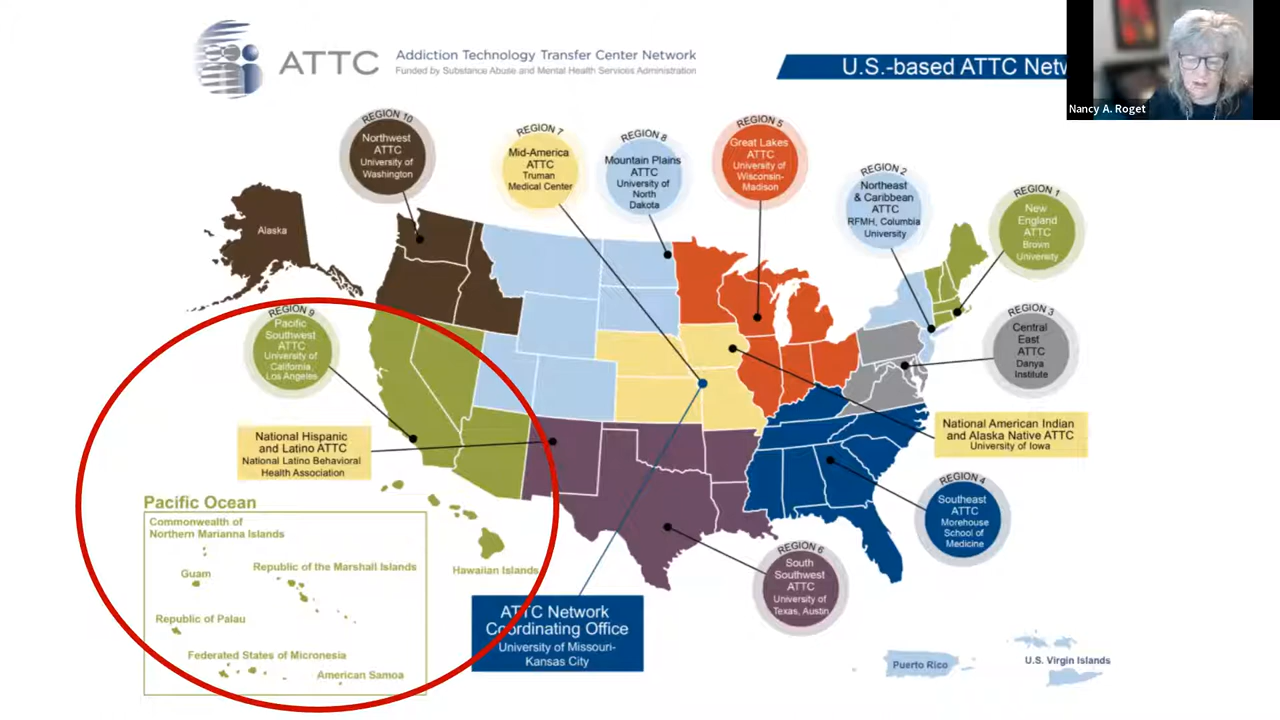 ATTC
Addiction Technology Transfer Center Network
Funded by Substance Abuse and Mental Health Services Administration
U.S.-based ATTC Netw
Nancy A. Roget
REGION 10
Northwest
ATTC
University of
Washington
REGION 7
Mid-America
ATTC
Truman
Medical Center
REGION 8
Mountain Plains
ATTC
University of
North
Dakota
REGION 5
Great Lakes
ATTC
University of
Wisconsin-
Madison
REGION 2
Northeast
& Caribbean
ATTC
RFMH, Columbia
University
REGION 1
New
England
ATTC
Brown
University
Alaska
REGION 9
Pacific
Southwest
ATTC
University of
California,
Los Angeles
REGION 3
Central
East
ATTC
Danya
Institute
National Hispanic
and Latino ATTC
National Latino Behavioral
Health Association
National American Indian
and Alaska Native ATTC
University of Iowa
REGION 4
Southeast
ATTC
Morehouse
School of
Medicine
Pacific Ocean
Commonwealth of
Northern Marianna Islands
Guam
Republic of the Marshall Islands
Republic of Palau
Federated States of Micronesia
American Samoa
Hawaiian Islands
REGION 6
South
Southwest
ATTC
University of
Texas, Austin
ATTC Network
Coordinating Office
University of Missouri-
Kansas City
Puerto Rico
U.S. Virgin Islands